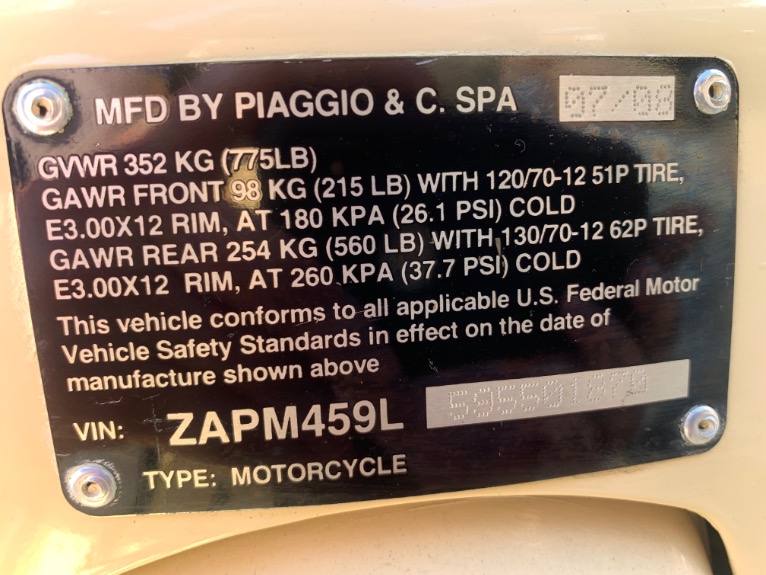 MFD BY PIAGGIO & C. SPA 07/08
GVWR 352 KG (775LB)
GAWR FRONT 98 KG (215 LB) WITH 120/70-12 51P TIRE,
E3.00X12 RIM, AT 180 KPA (26.1 PSI) COLD
GAWR REAR 254 KG (560 LB) WITH 130/70-12 62P TIRE,
E3.00X12 RIM, AT 260 KPA (37.7 PSI) COLD
This vehicle conforms to all applicable U.S. Federal Motor
Vehicle Safety Standards in effect on the date of
manufacture shown above
VIN: ZAPM459L
TYPE: MOTORCYCLE